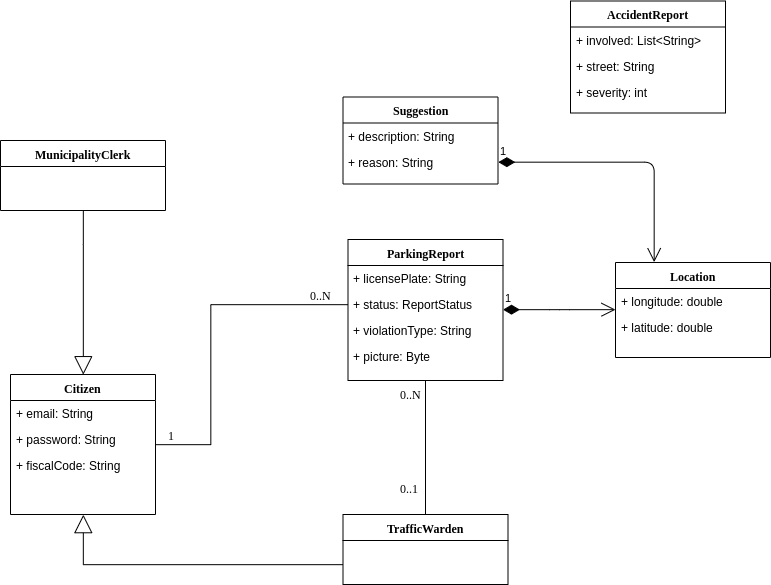 AccidentReport
+ involved: List<String>
+ street: String
+ severity: int
Suggestion
+ description: String
+ reason: String
1
MunicipalityClerk
ParkingReport
+ licensePlate: String
+ status: ReportStatus
+ violationType: String
+ picture: Byte
0..N
1
Location
+ longitude: double
+ latitude: double
Citizen
+ email: String
+ password: String
+ fiscalCode: String
1
0..N
0..1
TrafficWarden